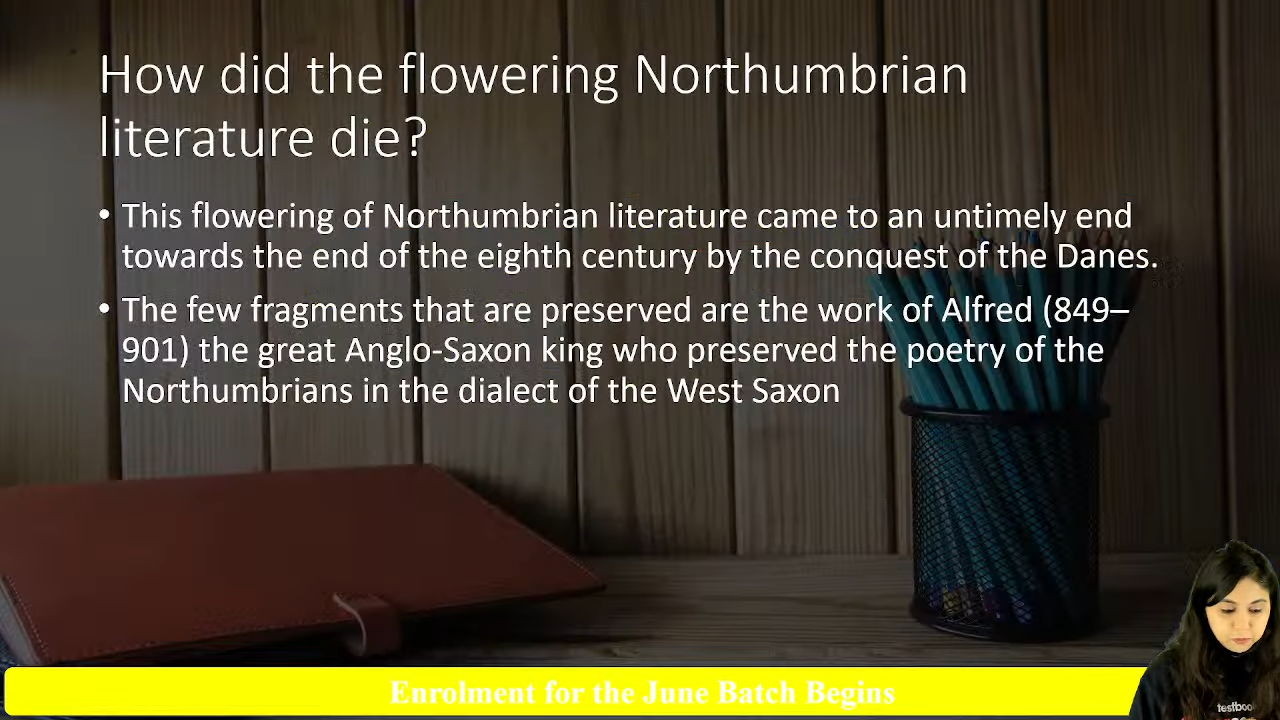 How did the flowering Northumbrian
literature die?
• This flowering of Northumbrian literature came to an untimely end
towards the end of the eighth century by the conquest of the Danes.
• The few fragments that are preserved are the work of Alfred (849–
901) the great Anglo-Saxon king who preserved the poetry of the
Northumbrians in the dialect of the West Saxon
Enrolment for the June Batch Begins
testboo